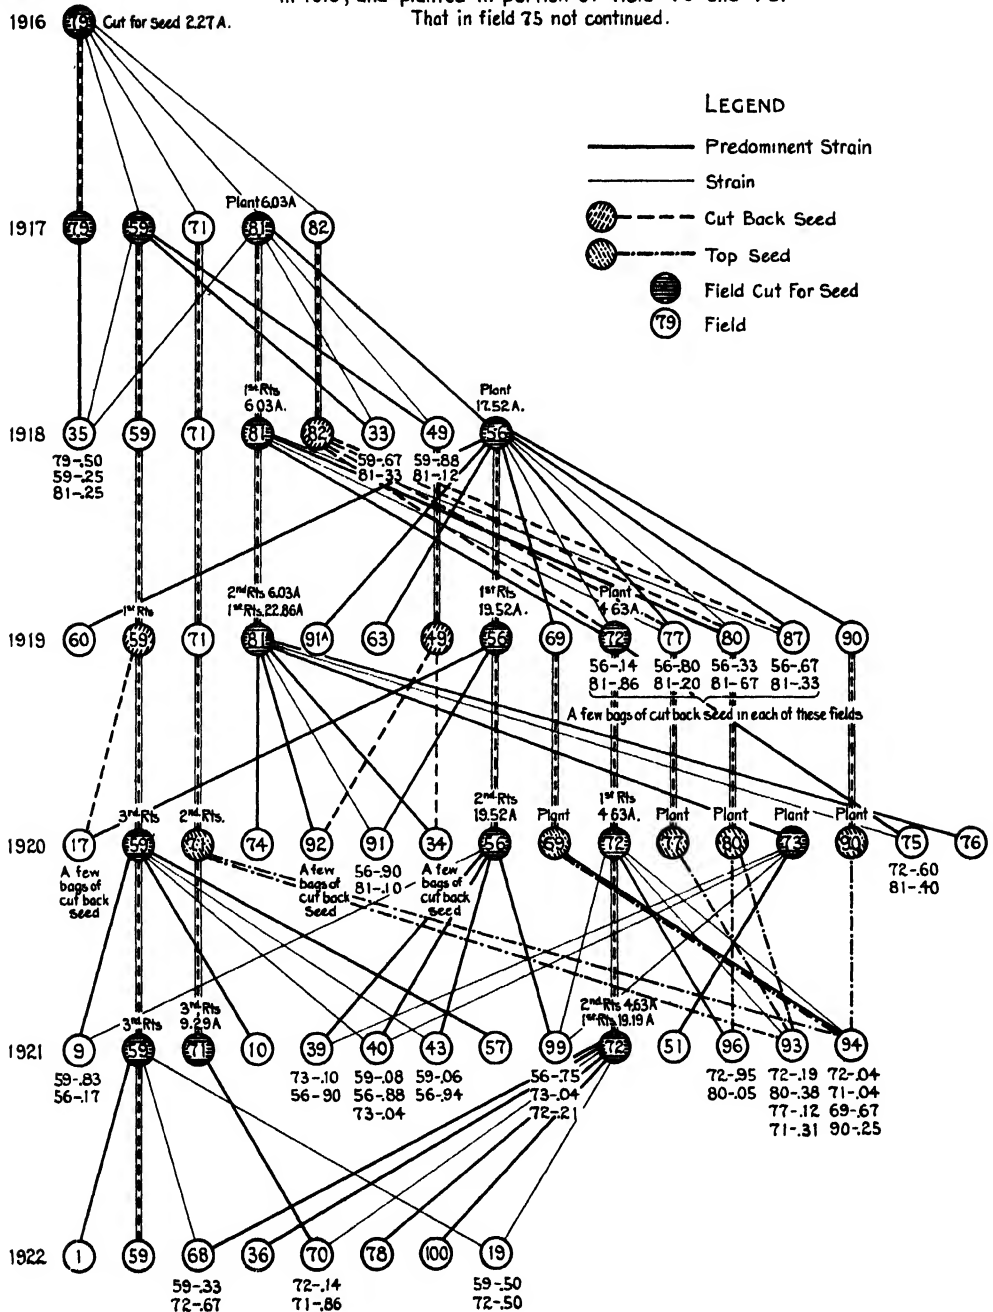 That in field 75 not continued.
1916 79 Cut for seed 2.27 A.
LEGEND
Predominent Strain
Strain
Cut Back Seed
Top Seed
Field Cut For Seed
79 Field
Plant 6.03A
1917 79 59 71 81 82
1st Rts
6.03A.
Plant
17.52A.
1918 35 59 71 81 82 33 49 56
79-.50 59-.67 59-.88
59-.25 81-.33 81-.12
81-.25
2nd Rts 6.03A
1st Rts. 22.86A
1st Rts
1st Rts
19.52A.
Plant
4.63A.
1919 60 59 71 81 91A 63 49 56 69 72 77 80 87 90
56-.14 56-.80 56-.33 56-.67
81-.86 81-.20 81-.67 81-.33
A few bags of cut back seed in each of these fields
2nd Rts
19.52A
1st Rts
4.63A.
3rd Rts 2nd Rts. Plant Plant Plant Plant Plant
1920 17 59 71 74 92 91 34 56 69 72 77 80 73 90 75 76
A few
bags of
cut back
seed
A few
bags of
cut back
seed
56-.90
81-.10
A few
bags of
cut back
seed
72-.60
81-.40
3rd Rts
3rd Rts
9.29A
2nd Rts 4.63A
1st Rts. 19.19A
1921 9 59 71 10 39 40 43 57 99 72 51 96 93 94
59-.83 73-.10 59-.08 59-.06 56-.75 72-.95 72-.19 72-.04
56-.17 56-90 56-.88 56-.94 73-.04 80-.05 80-.38 71-.04
73-.04 72-.21 77-.12 69-.67
71-.31 90-.25
1922 1 59 68 36 70 78 100 19
59-.33 72-.14 59-.50
72-.67 71-.86 72-.50